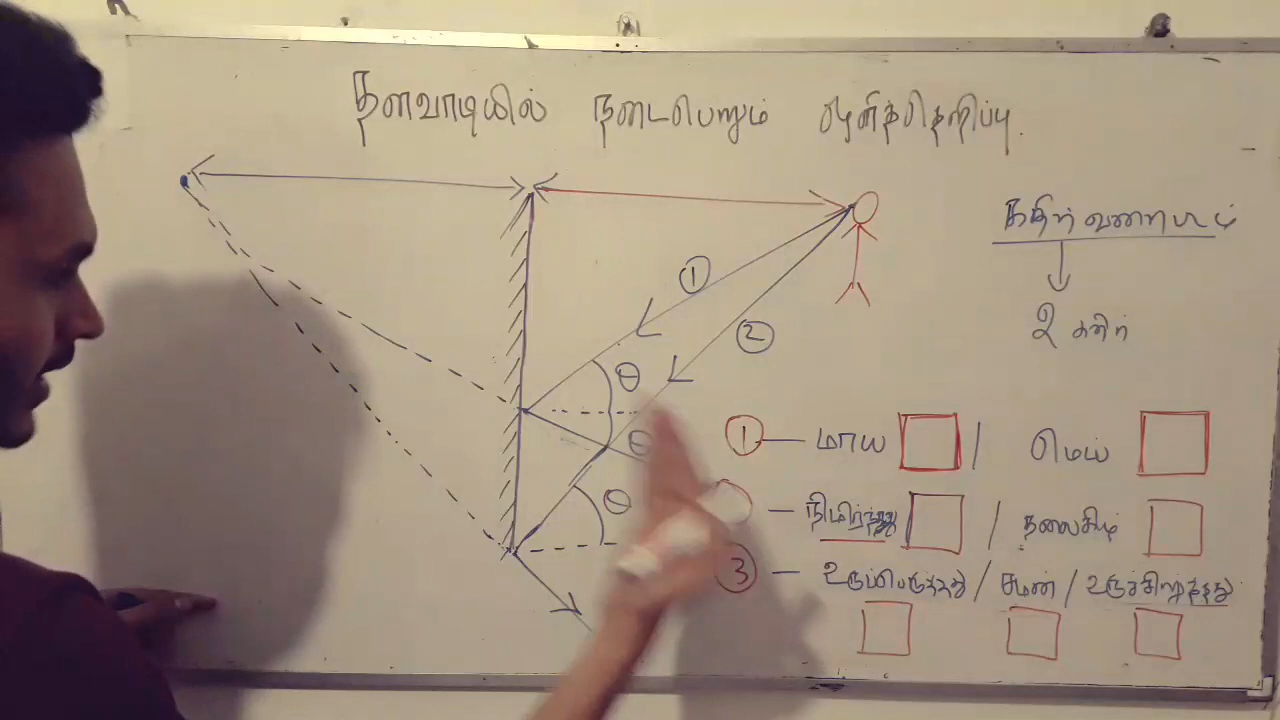 தளவாடியில் நடைபெறும் ஒளித்தெறிப்பு.
கதிர் வரைபடம்
2 கதிர்
①
②
θ
θ
θ
① — மாய / மெய்
— நிமிர்ந்தது / தலைகீழ்
③ — உருப்பெருத்தது / சமன் / உருச்சிறுத்தது